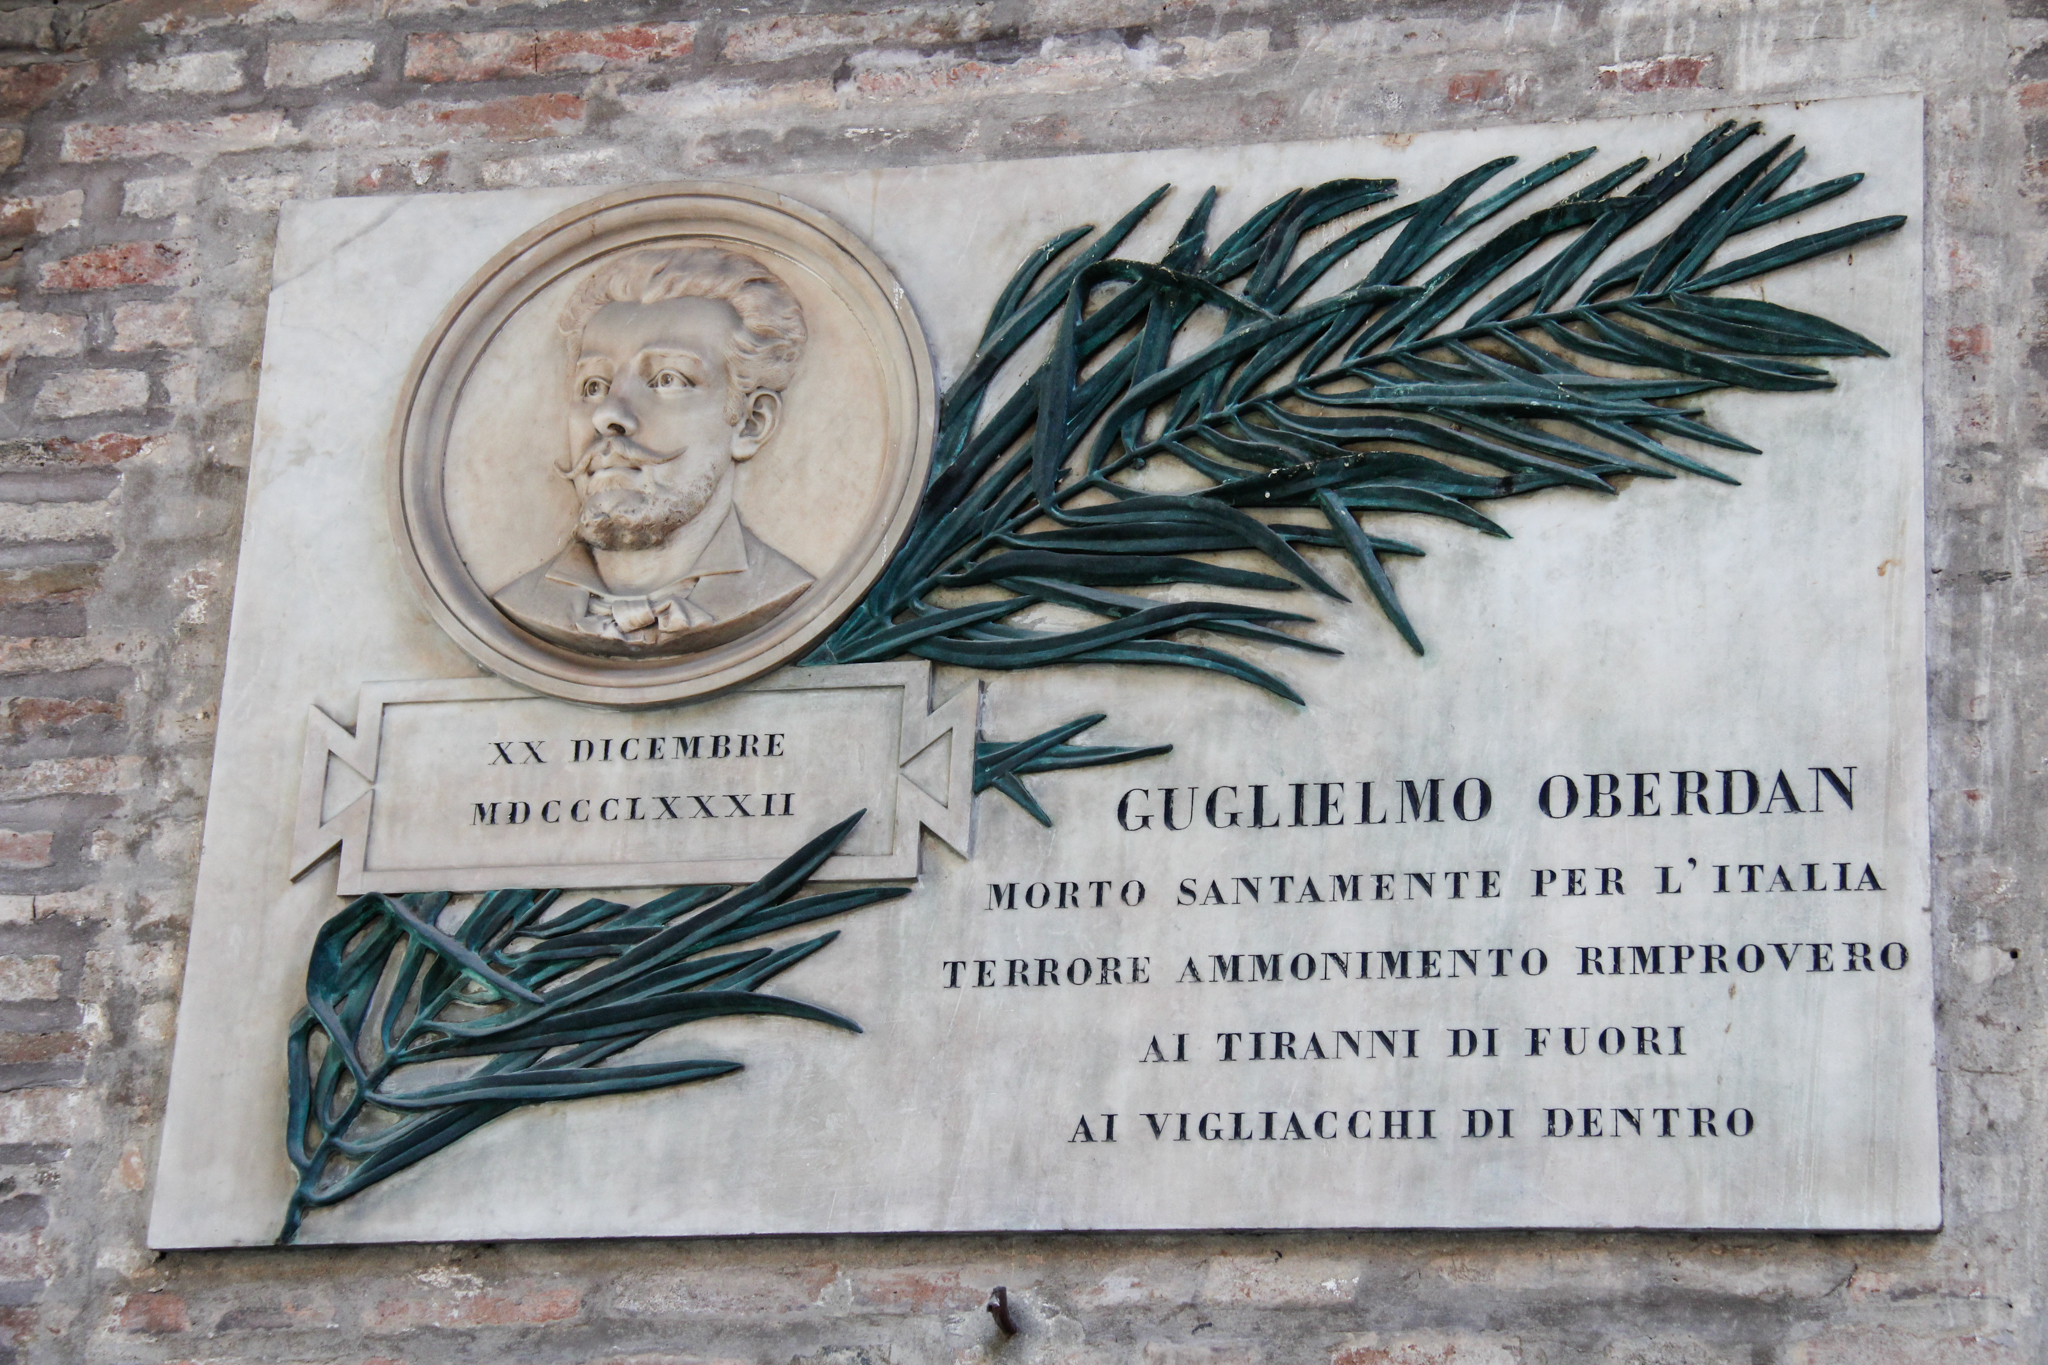 XX DICEMBRE
MDCCCLXXXII
GUGLIELMO OBERDAN
MORTO SANTAMENTE PER L'ITALIA
TERRORE AMMONIMENTO RIMPROVERO
AI TIRANNI DI FUORI
AI VIGLIACCHI DI DENTRO